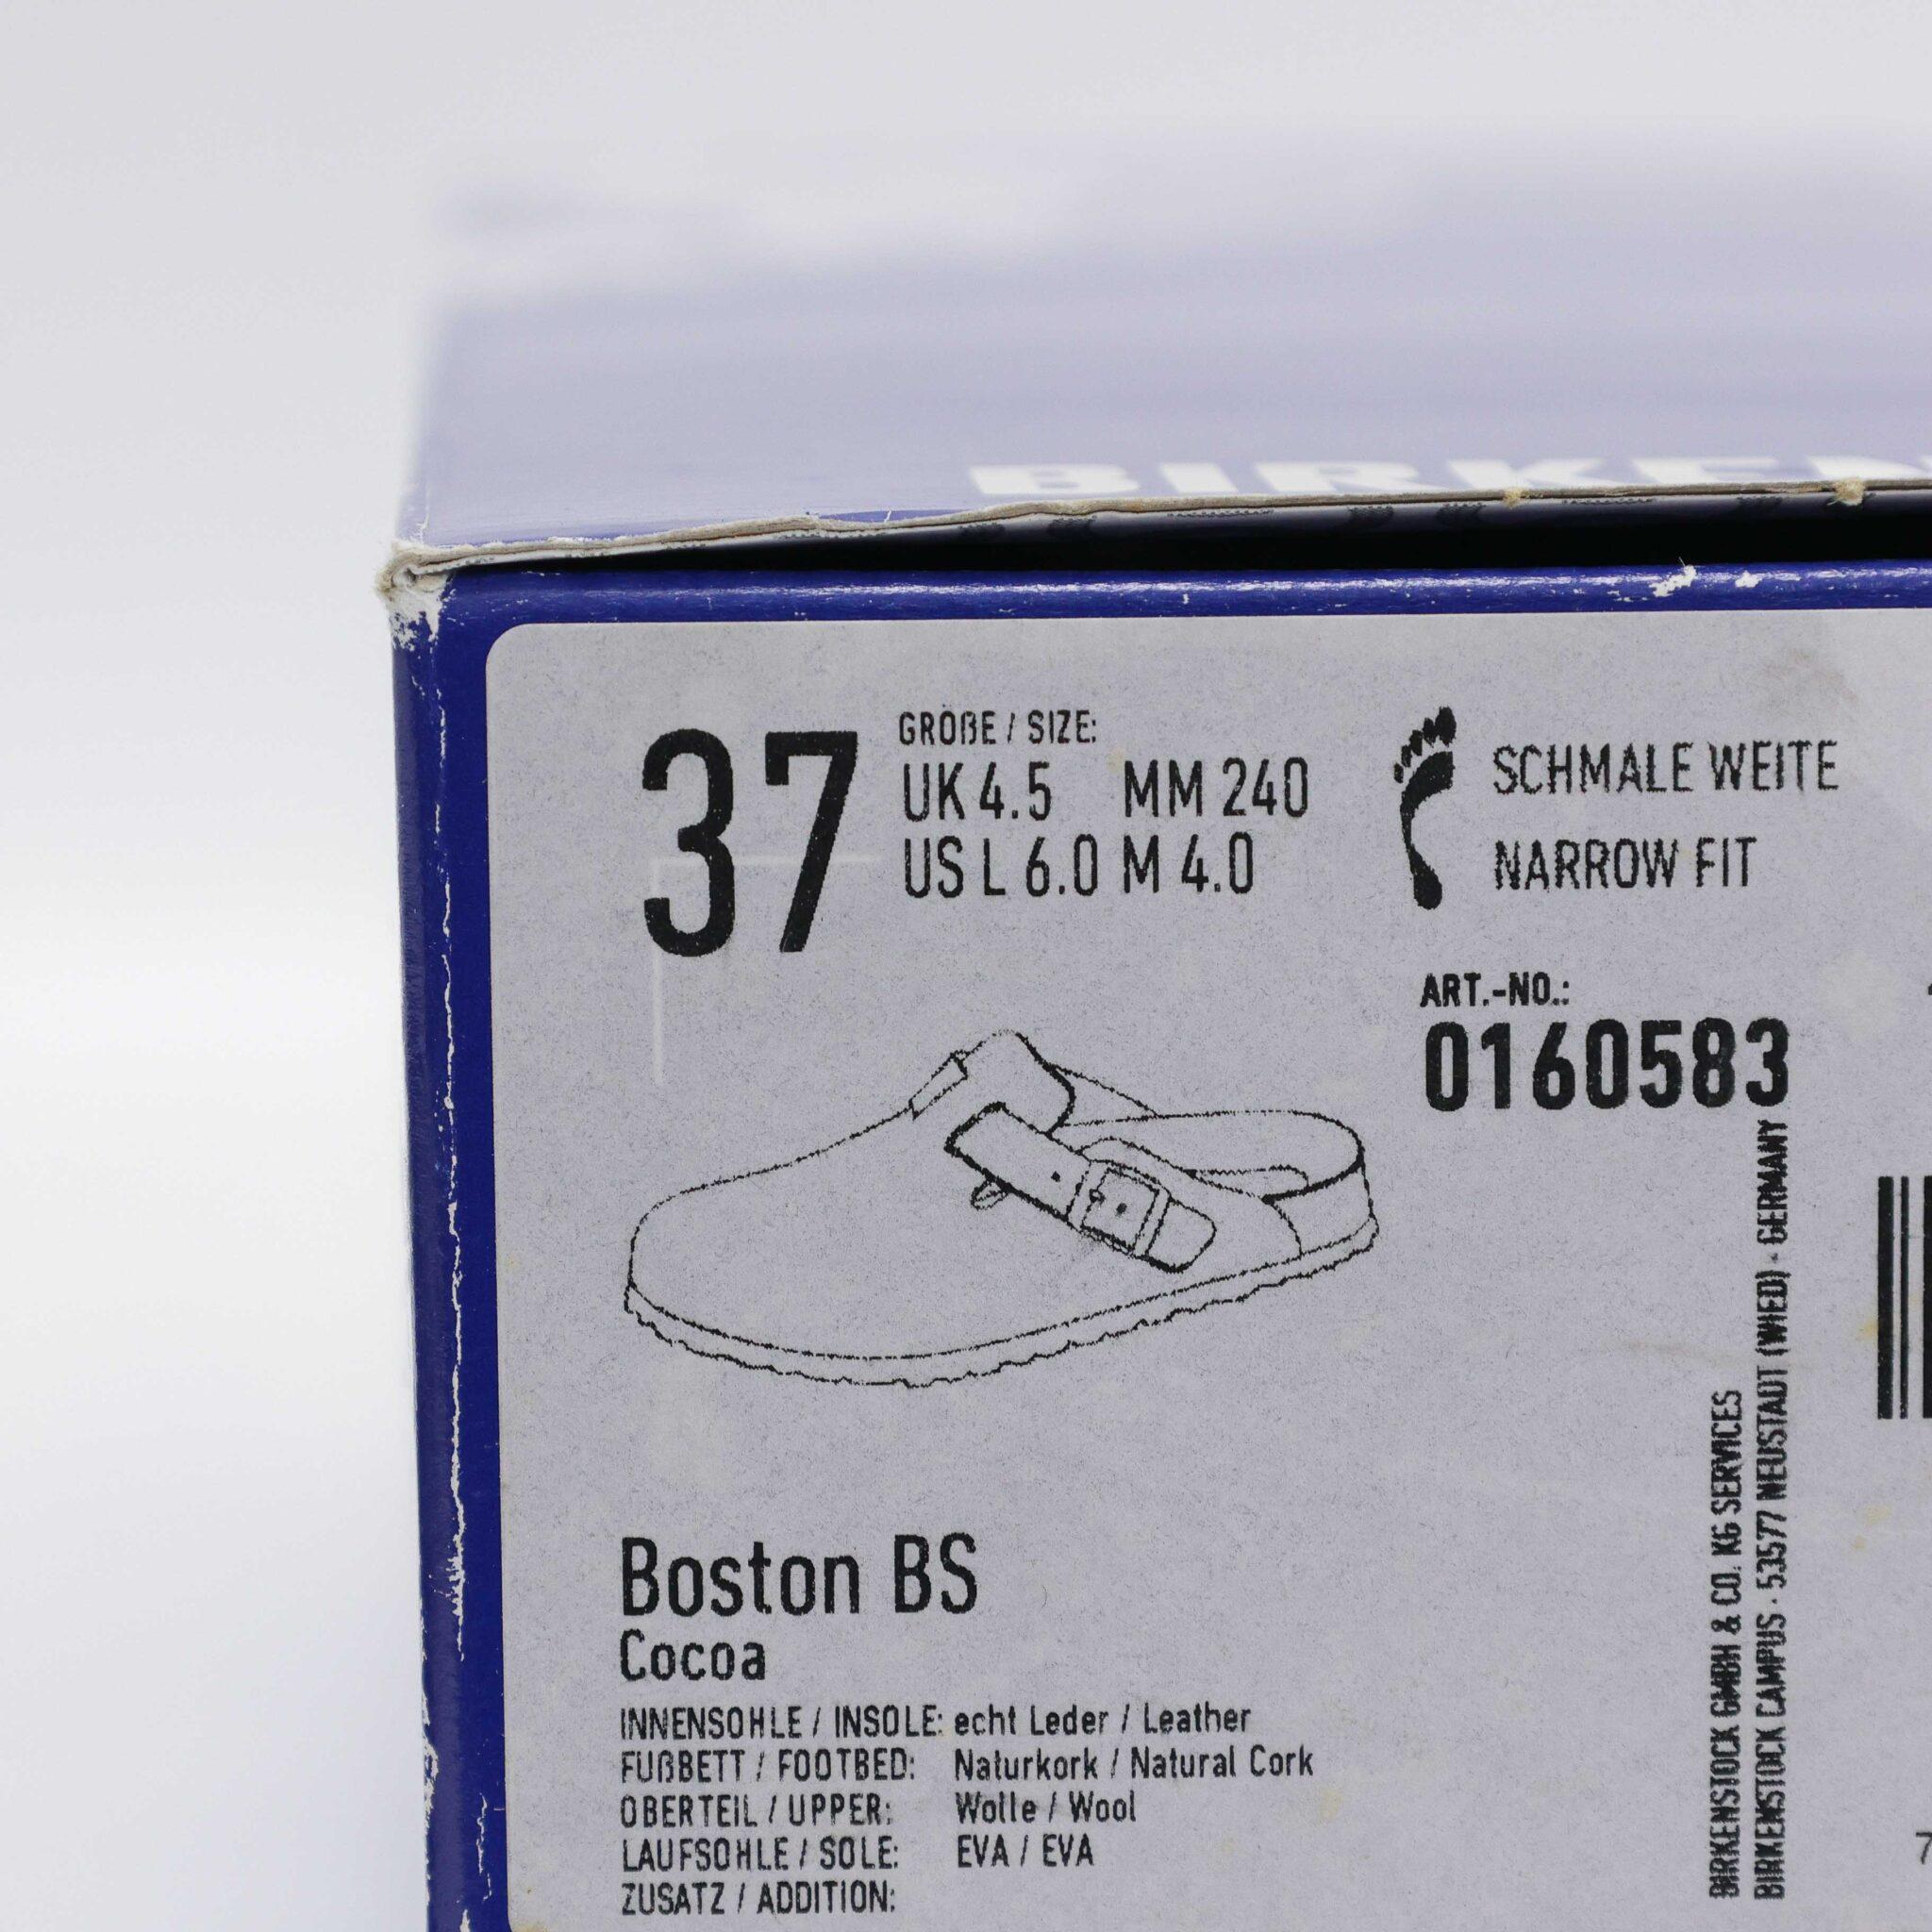 BIRKEN
37
GRÖßE / SIZE:
UK 4.5 MM 240
US L 6.0 M 4.0
SCHMALE WEITE
NARROW FIT
ART.-NO.:
0160583
BIRKENSTOCK GMBH & CO. KG SERVICES
BIRKENSTOCK CAMPUS · 53577 NEUSTADT (WIED) · GERMANY
Boston BS
Cocoa
INNENSOHLE / INSOLE: echt Leder / Leather
FUßBETT / FOOTBED: Naturkork / Natural Cork
OBERTEIL / UPPER: Wolle / Wool
LAUFSOHLE / SOLE: EVA / EVA
ZUSATZ / ADDITION:
7